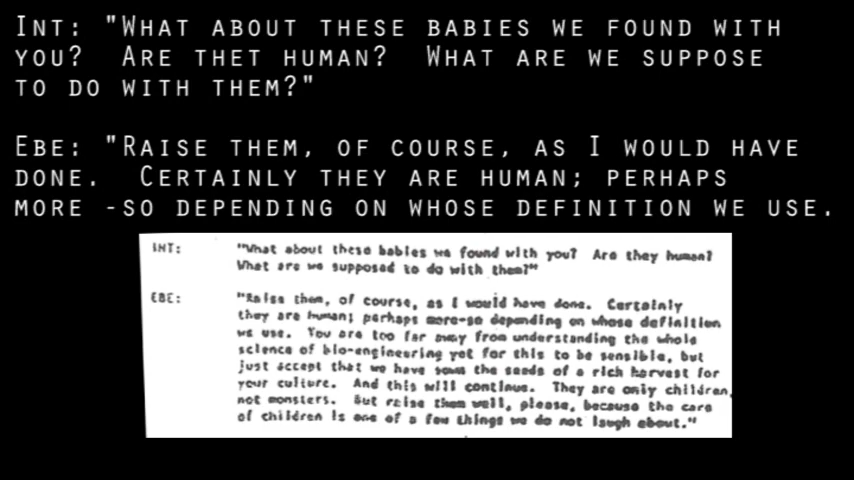 INT: "WHAT ABOUT THESE BABIES WE FOUND WITH
YOU? ARE THET HUMAN? WHAT ARE WE SUPPOSE
TO DO WITH THEM?"
EBE: "RAISE THEM, OF COURSE, AS I WOULD HAVE
DONE. CERTAINLY THEY ARE HUMAN; PERHAPS
MORE -SO DEPENDING ON WHOSE DEFINITION WE USE.
INT: "What about these babies we found with you? Are they human?
What are we supposed to do with them?"
EBE: "Raise them, of course, as I would have done. Certainly
they are human; perhaps more-so depending on whose definition
we use. You are too far away from understanding the whole
science of bio-engineering yet for this to be sensible, but
just accept that we have sown the seeds of a rich harvest for
your culture. And this will continue. They are only children,
not monsters. But raise them well, please, because the care
of children is one of a few things we do not laugh about."